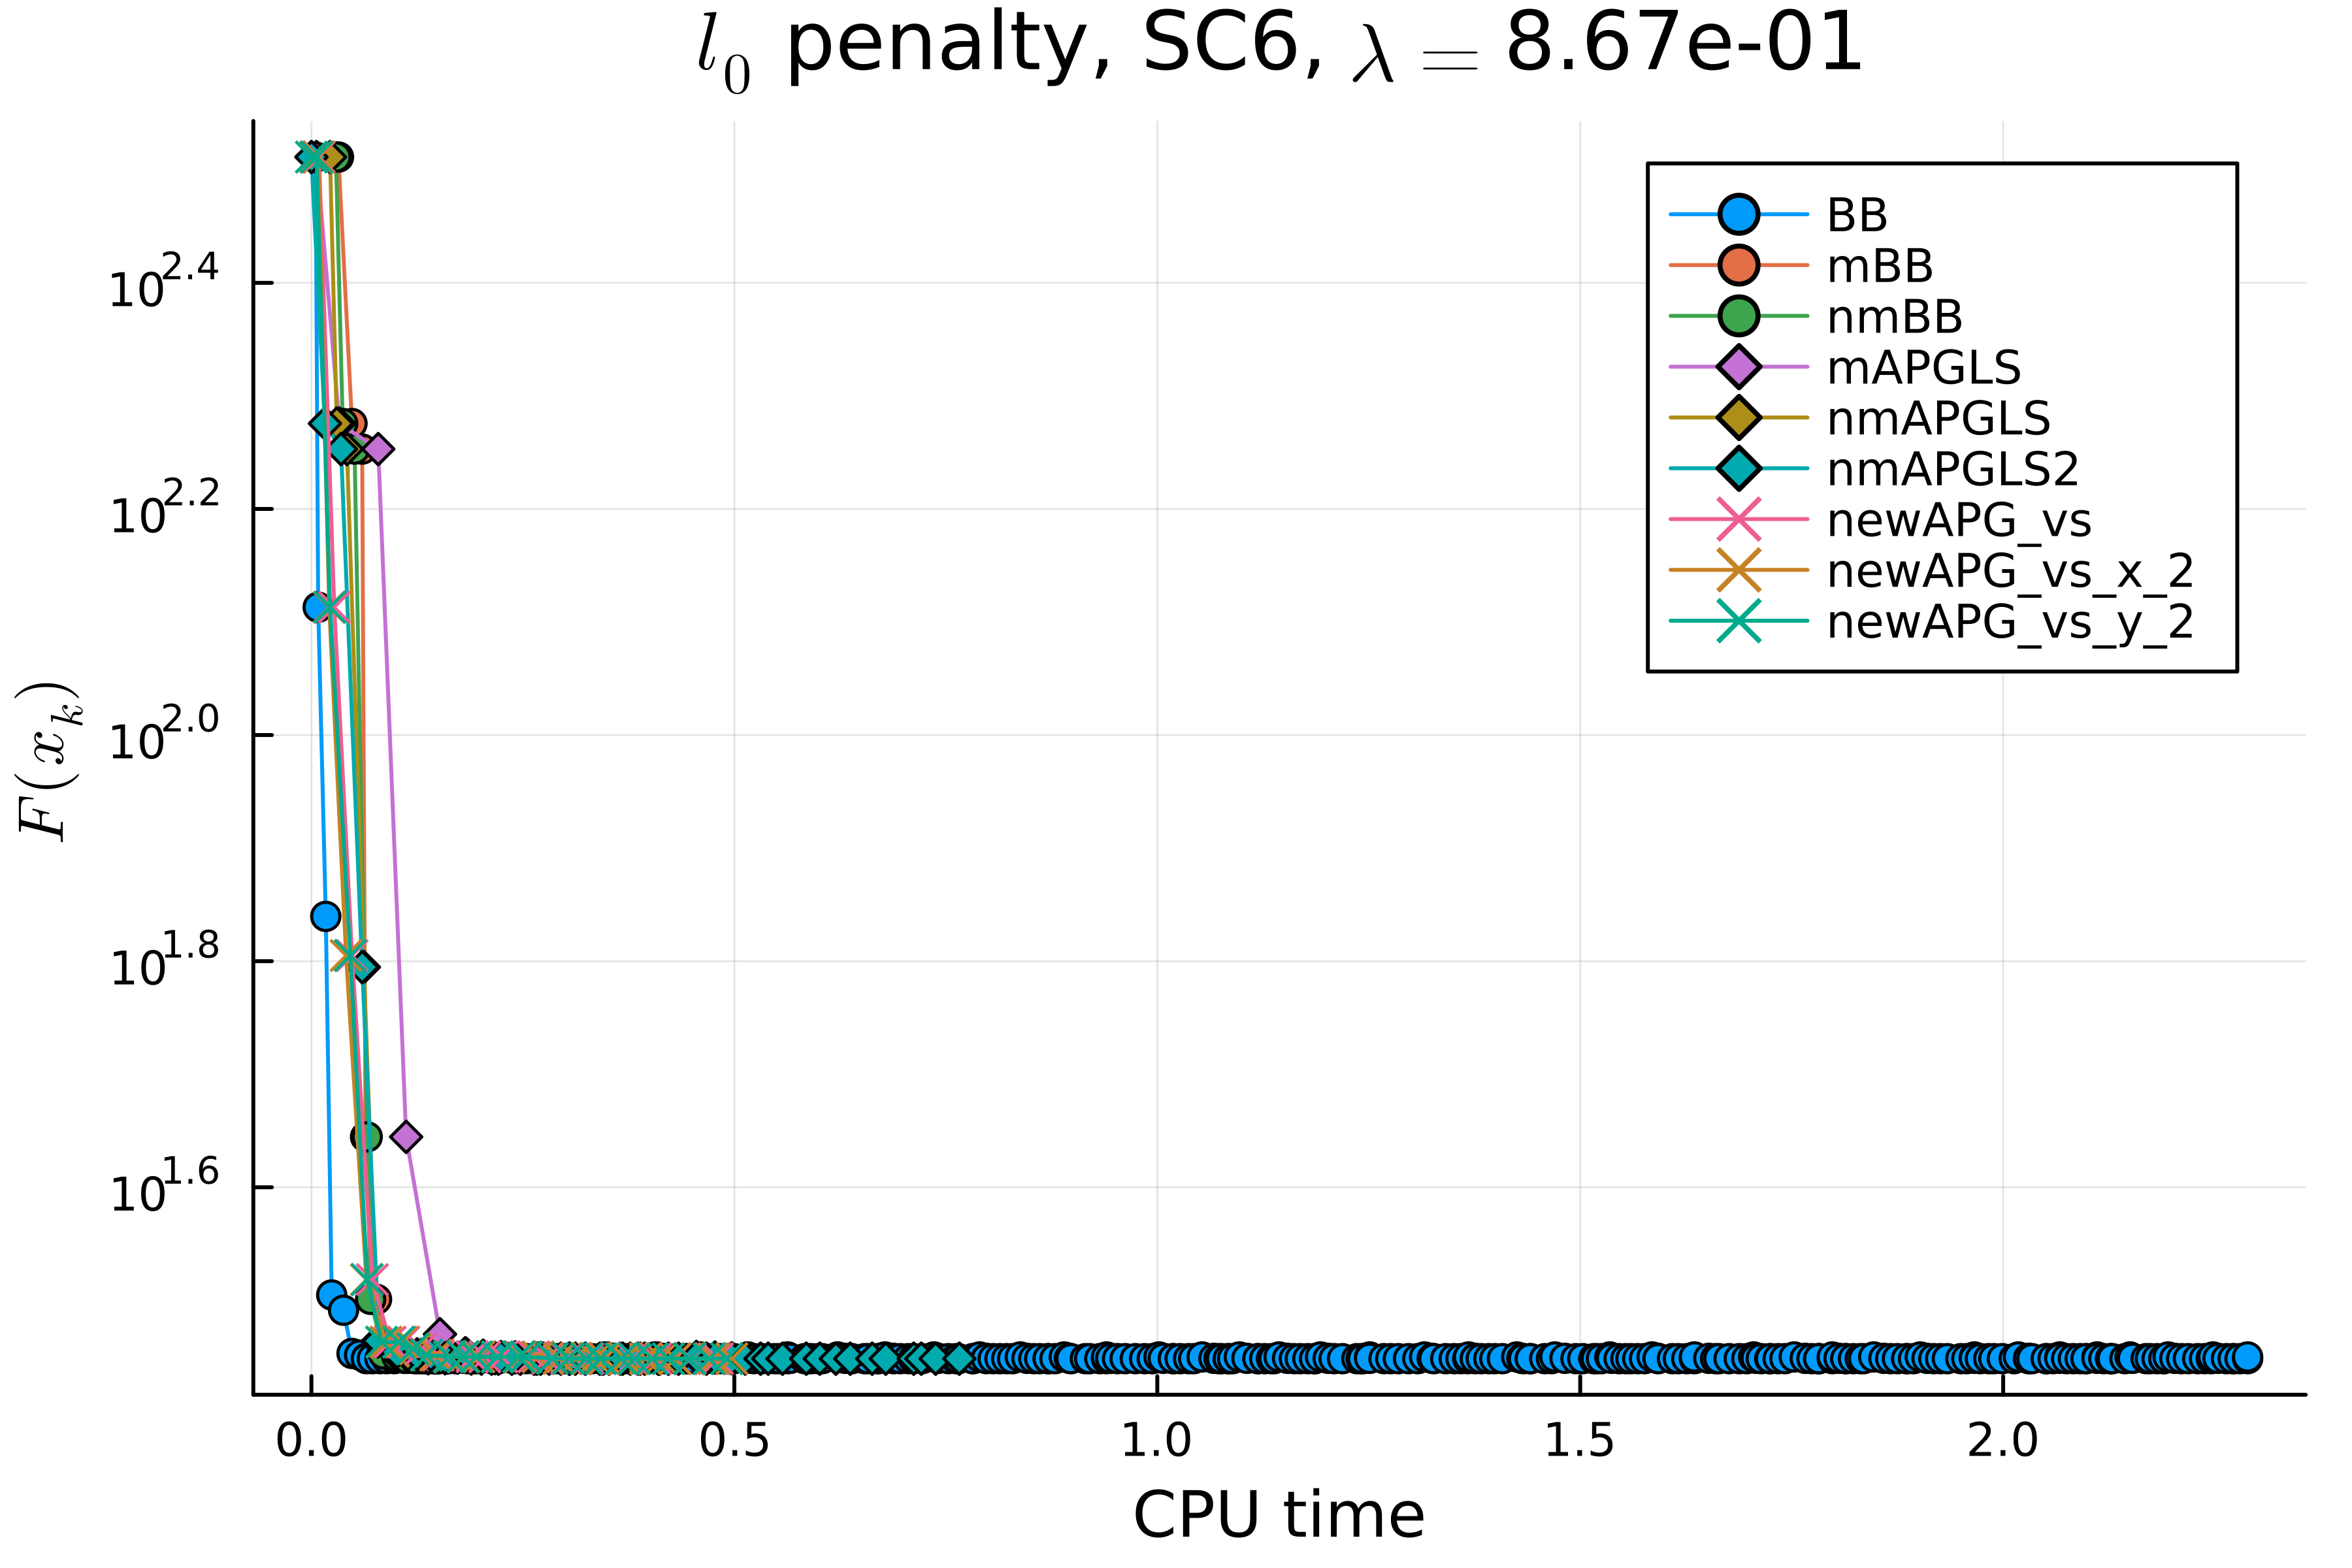 l₀ penalty, SC6, λ = 8.67e-01
10^2.4
10^2.2
10^2.0
10^1.8
10^1.6
F(x_k)
BB
mBB
nmBB
mAPGLS
nmAPGLS
nmAPGLS2
newAPG_vs
newAPG_vs_x_2
newAPG_vs_y_2
0.0 0.5 1.0 1.5 2.0
CPU time